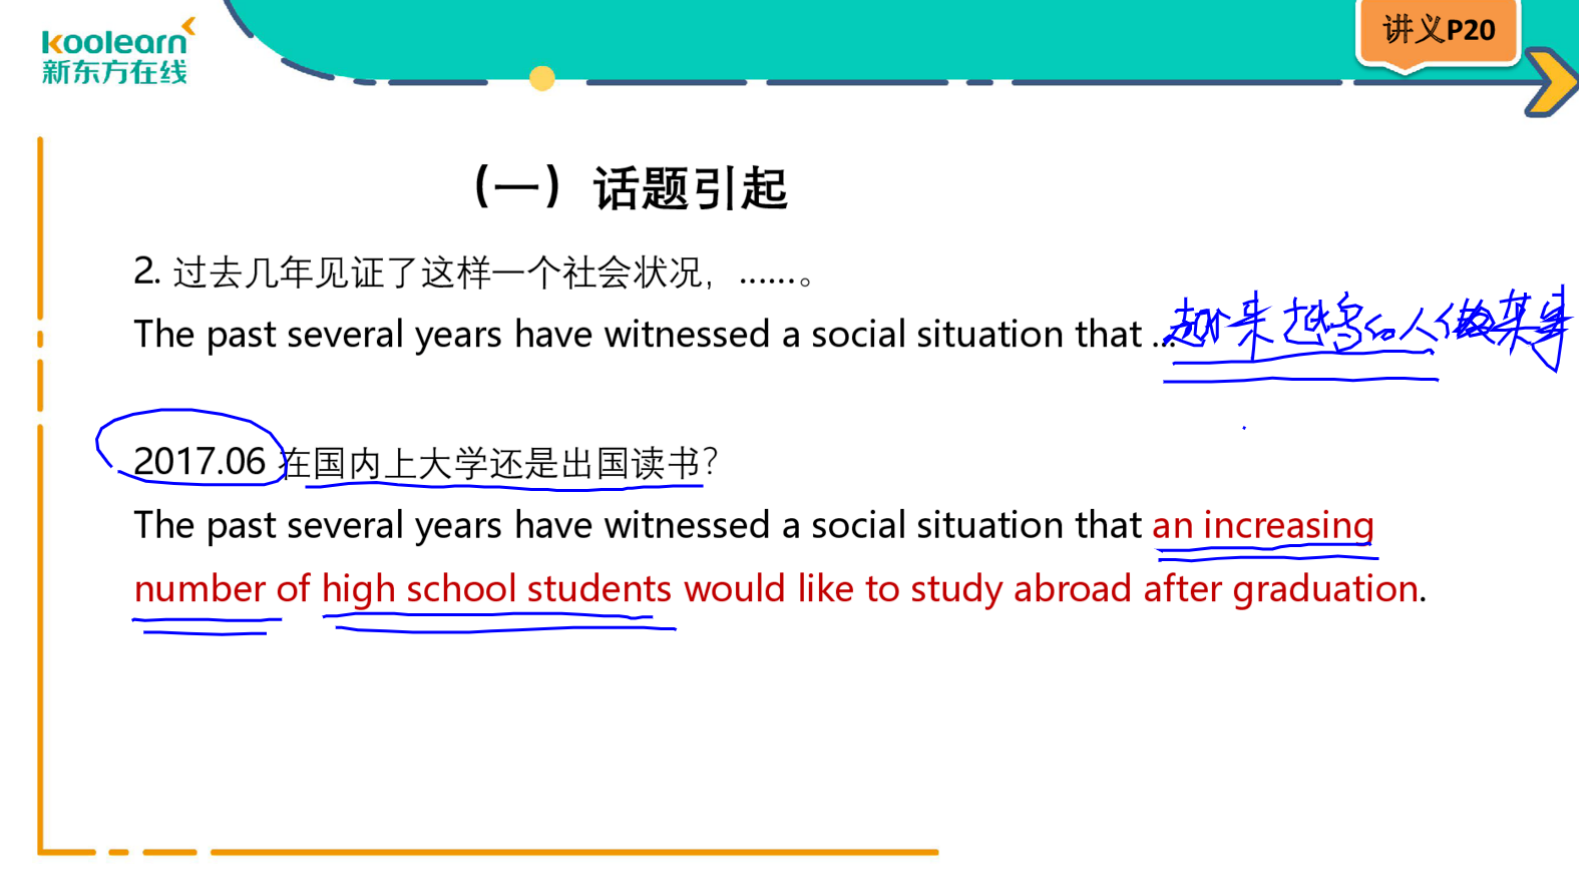 koolearn
新东方在线
讲义P20
（一）话题引起
2. 过去几年见证了这样一个社会状况，……。
The past several years have witnessed a social situation that ... 越来越多的人做某事
2017.06 在国内上大学还是出国读书?
The past several years have witnessed a social situation that an increasing
number of high school students would like to study abroad after graduation.